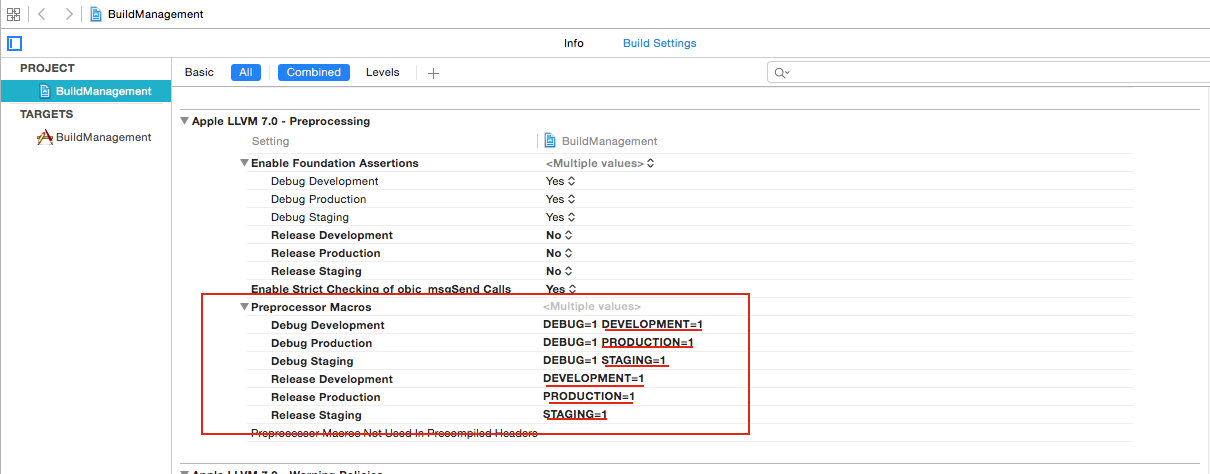 BuildManagement
Info Build Settings
PROJECT
Basic All Combined Levels +
BuildManagement
TARGETS
BuildManagement
Apple LLVM 7.0 - Preprocessing
Setting BuildManagement
Enable Foundation Assertions <Multiple values>
Debug Development Yes
Debug Production Yes
Debug Staging Yes
Release Development No
Release Production No
Release Staging No
Enable Strict Checking of objc_msgSend Calls Yes
Preprocessor Macros <Multiple values>
Debug Development DEBUG=1 DEVELOPMENT=1
Debug Production DEBUG=1 PRODUCTION=1
Debug Staging DEBUG=1 STAGING=1
Release Development DEVELOPMENT=1
Release Production PRODUCTION=1
Release Staging STAGING=1
Preprocessor Macros Not Used In Precompiled Headers
Apple LLVM 7.0 - Warning Policies